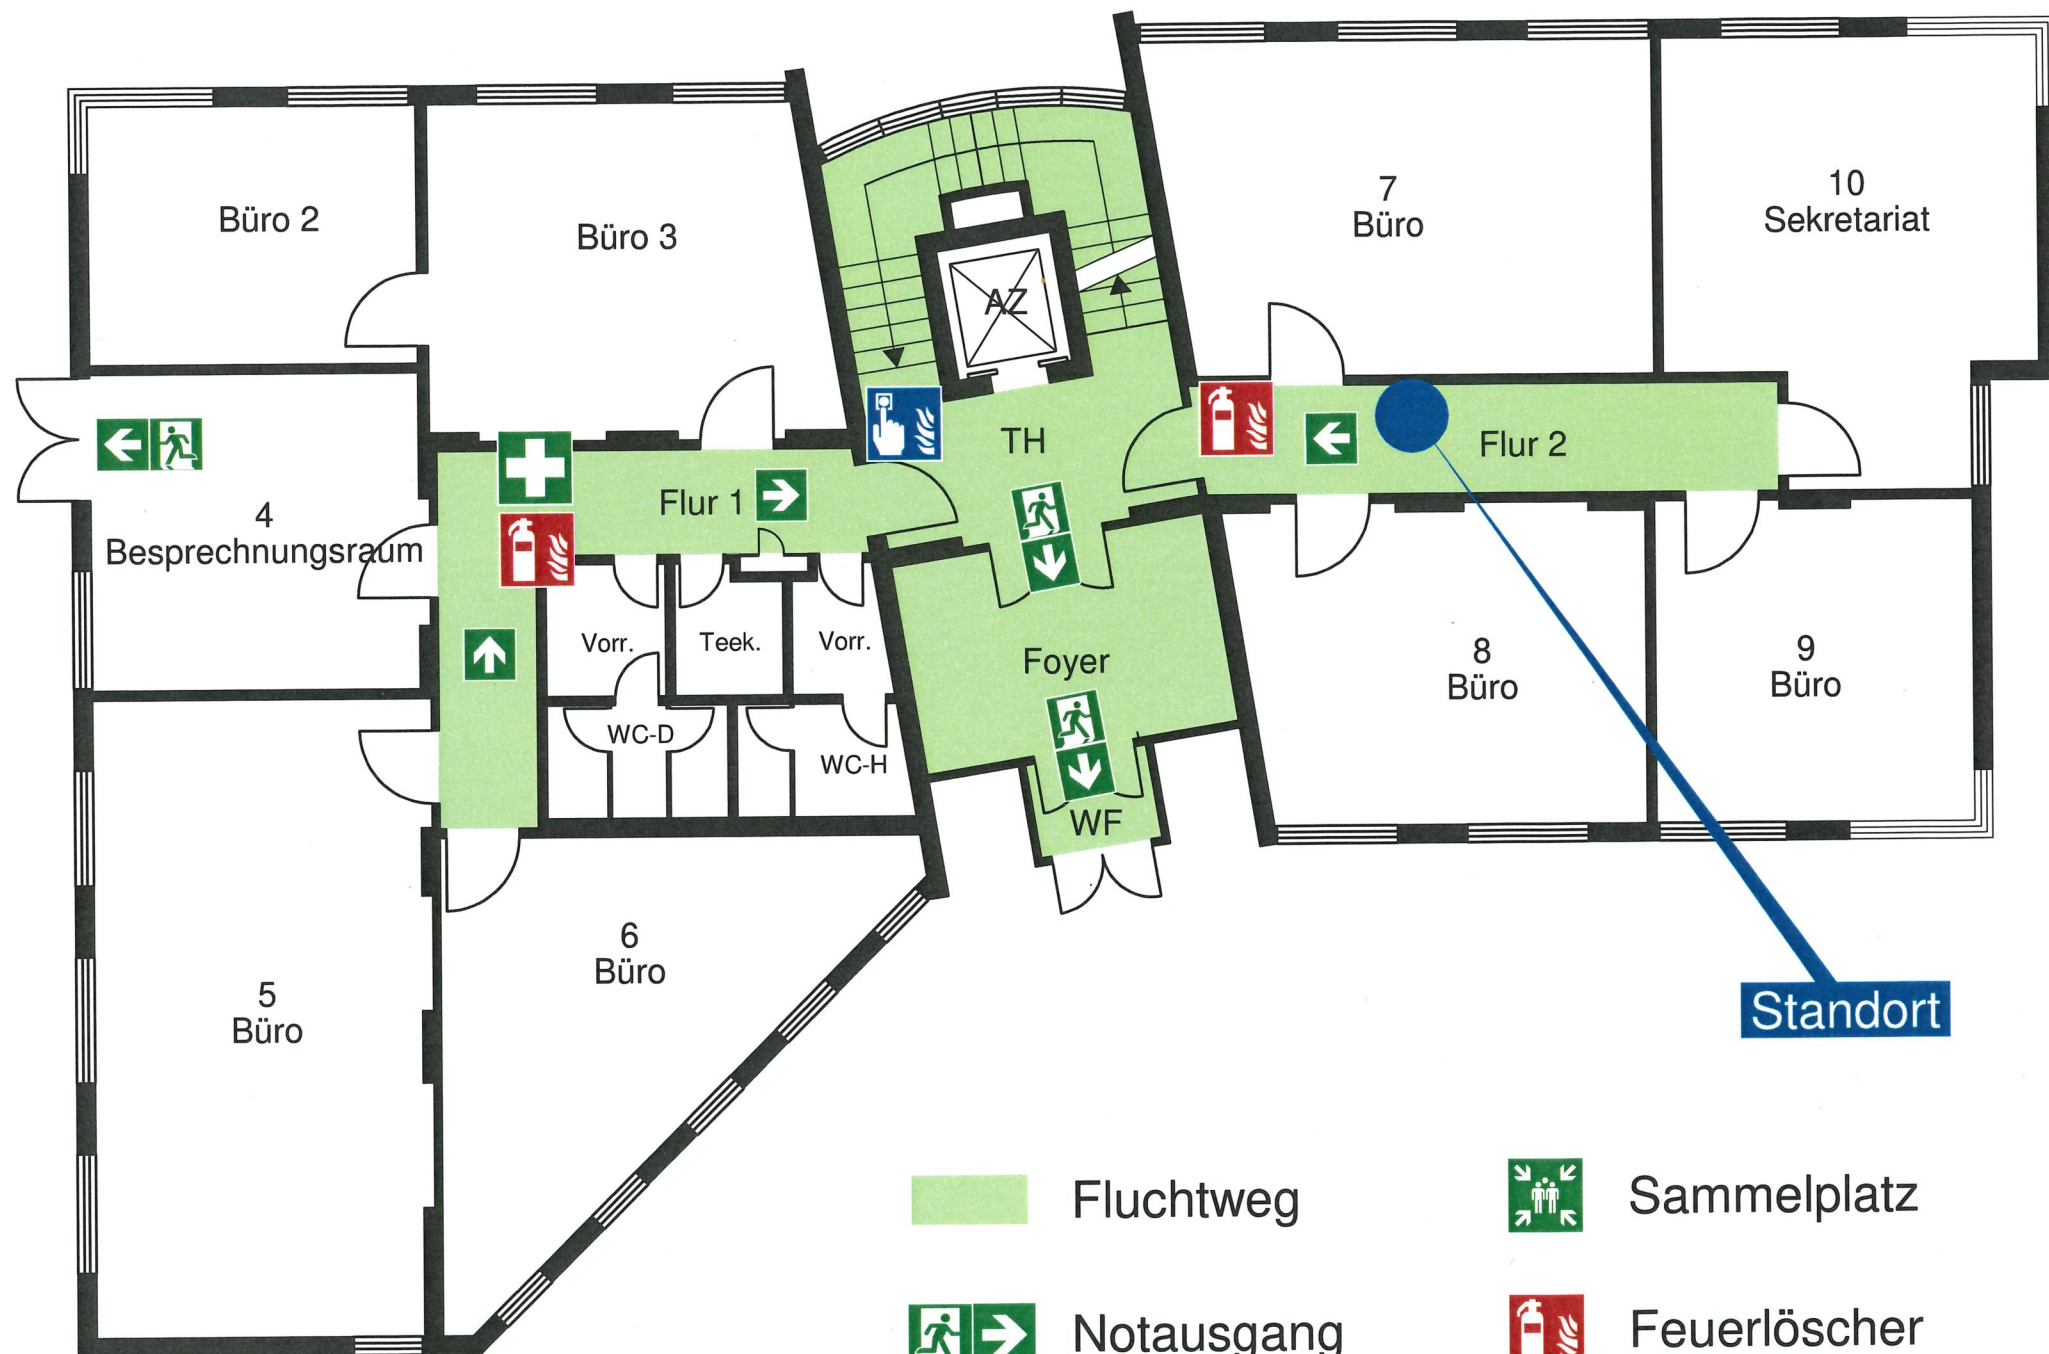 Büro 2
Büro 3
7
Büro
10
Sekretariat
AZ
TH
Flur 2
Flur 1
4
Besprechnungsraum
Vorr.
Teek.
Vorr.
WC-D
WC-H
Foyer
WF
8
Büro
9
Büro
6
Büro
5
Büro
Standort
Fluchtweg
Sammelplatz
Notausgang
Feuerlöscher